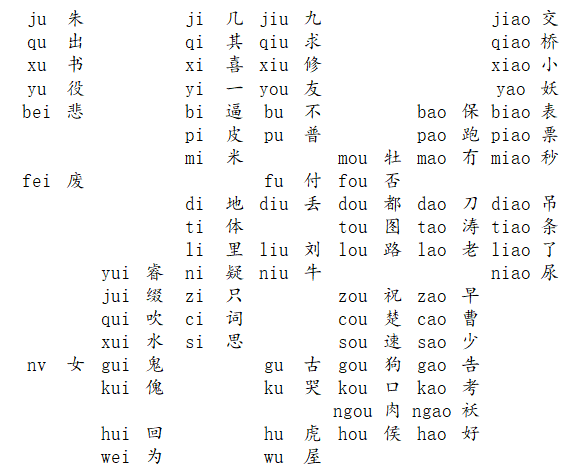 ju 朱 ji 几 jiu 九 jiao 交
qu 出 qi 其 qiu 求 qiao 桥
xu 书 xi 喜 xiu 修 xiao 小
yu 役 yi 一 you 友 yao 妖
bei 悲 bi 逼 bu 不 bao 保 biao 表
pi 皮 pu 普 pao 跑 piao 票
mi 米 mou 牡 mao 冇 miao 秒
fei 废 fu 付 fou 否
di 地 diu 丢 dou 都 dao 刀 diao 吊
ti 体 tou 图 tao 涛 tiao 条
li 里 liu 刘 lou 路 lao 老 liao 了
yui 睿 ni 疑 niu 牛 niao 尿
jui 缀 zi 只 zou 祝 zao 早
qui 吹 ci 词 cou 楚 cao 曹
xui 水 si 思 sou 速 sao 少
nv 女 gui 鬼 gu 古 gou 狗 gao 告
kui 傀 ku 哭 kou 口 kao 考
ngou 肉 ngao 袄
hui 回 hu 虎 hou 侯 hao 好
wei 为 wu 屋